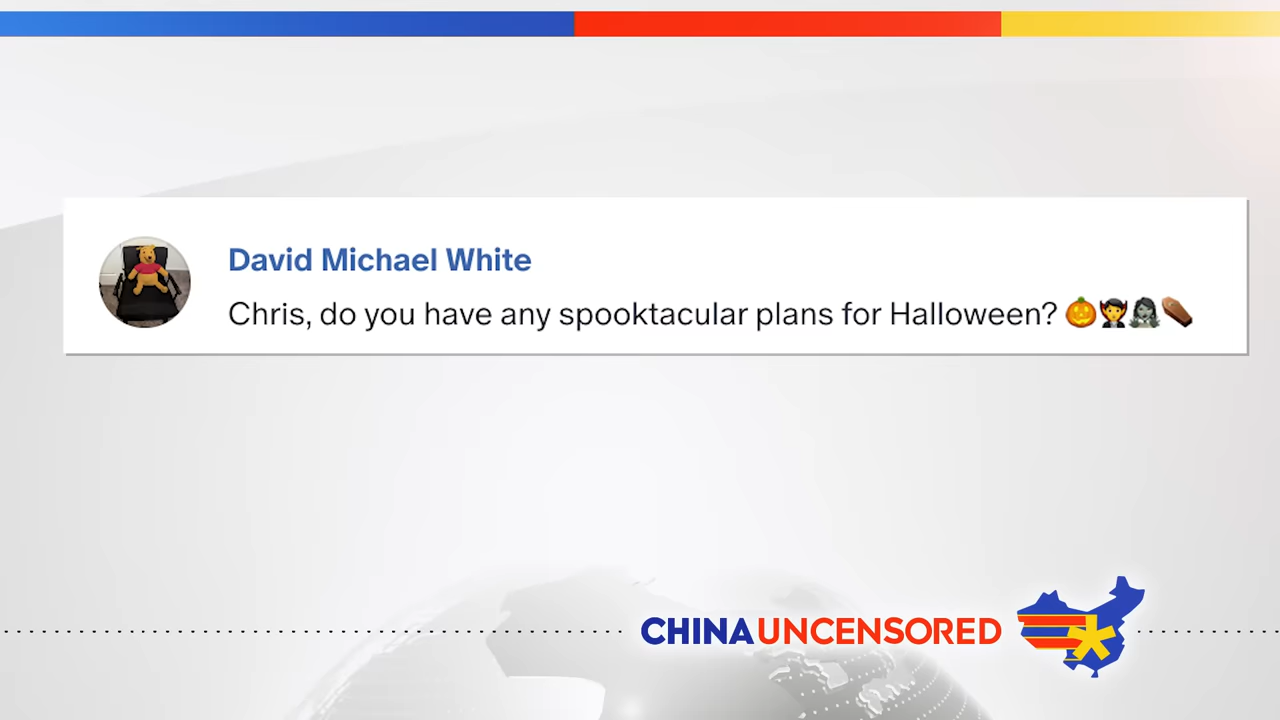 David Michael White
Chris, do you have any spooktacular plans for Halloween? 🎃🧛🧟‍♀️⚰️
CHINA UNCENSORED